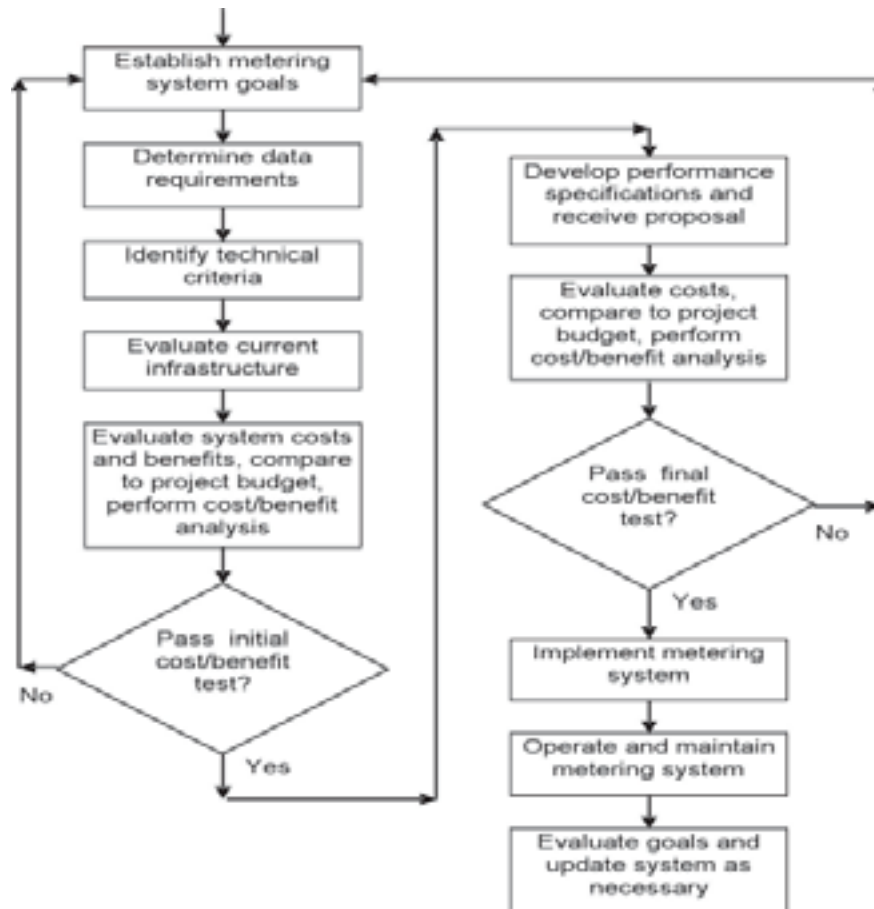 Establish metering
system goals
Determine data
requirements
Identify technical
criteria
Evaluate current
infrastructure
Evaluate system costs
and benefits, compare
to project budget,
perform cost/benefit
analysis
Pass initial
cost/benefit
test?
No
Yes
Develop performance
specifications and
receive proposal
Evaluate costs,
compare to project
budget, perform
cost/benefit analysis
Pass final
cost/benefit
test?
No
Yes
Implement metering
system
Operate and maintain
metering system
Evaluate goals and
update system as
necessary